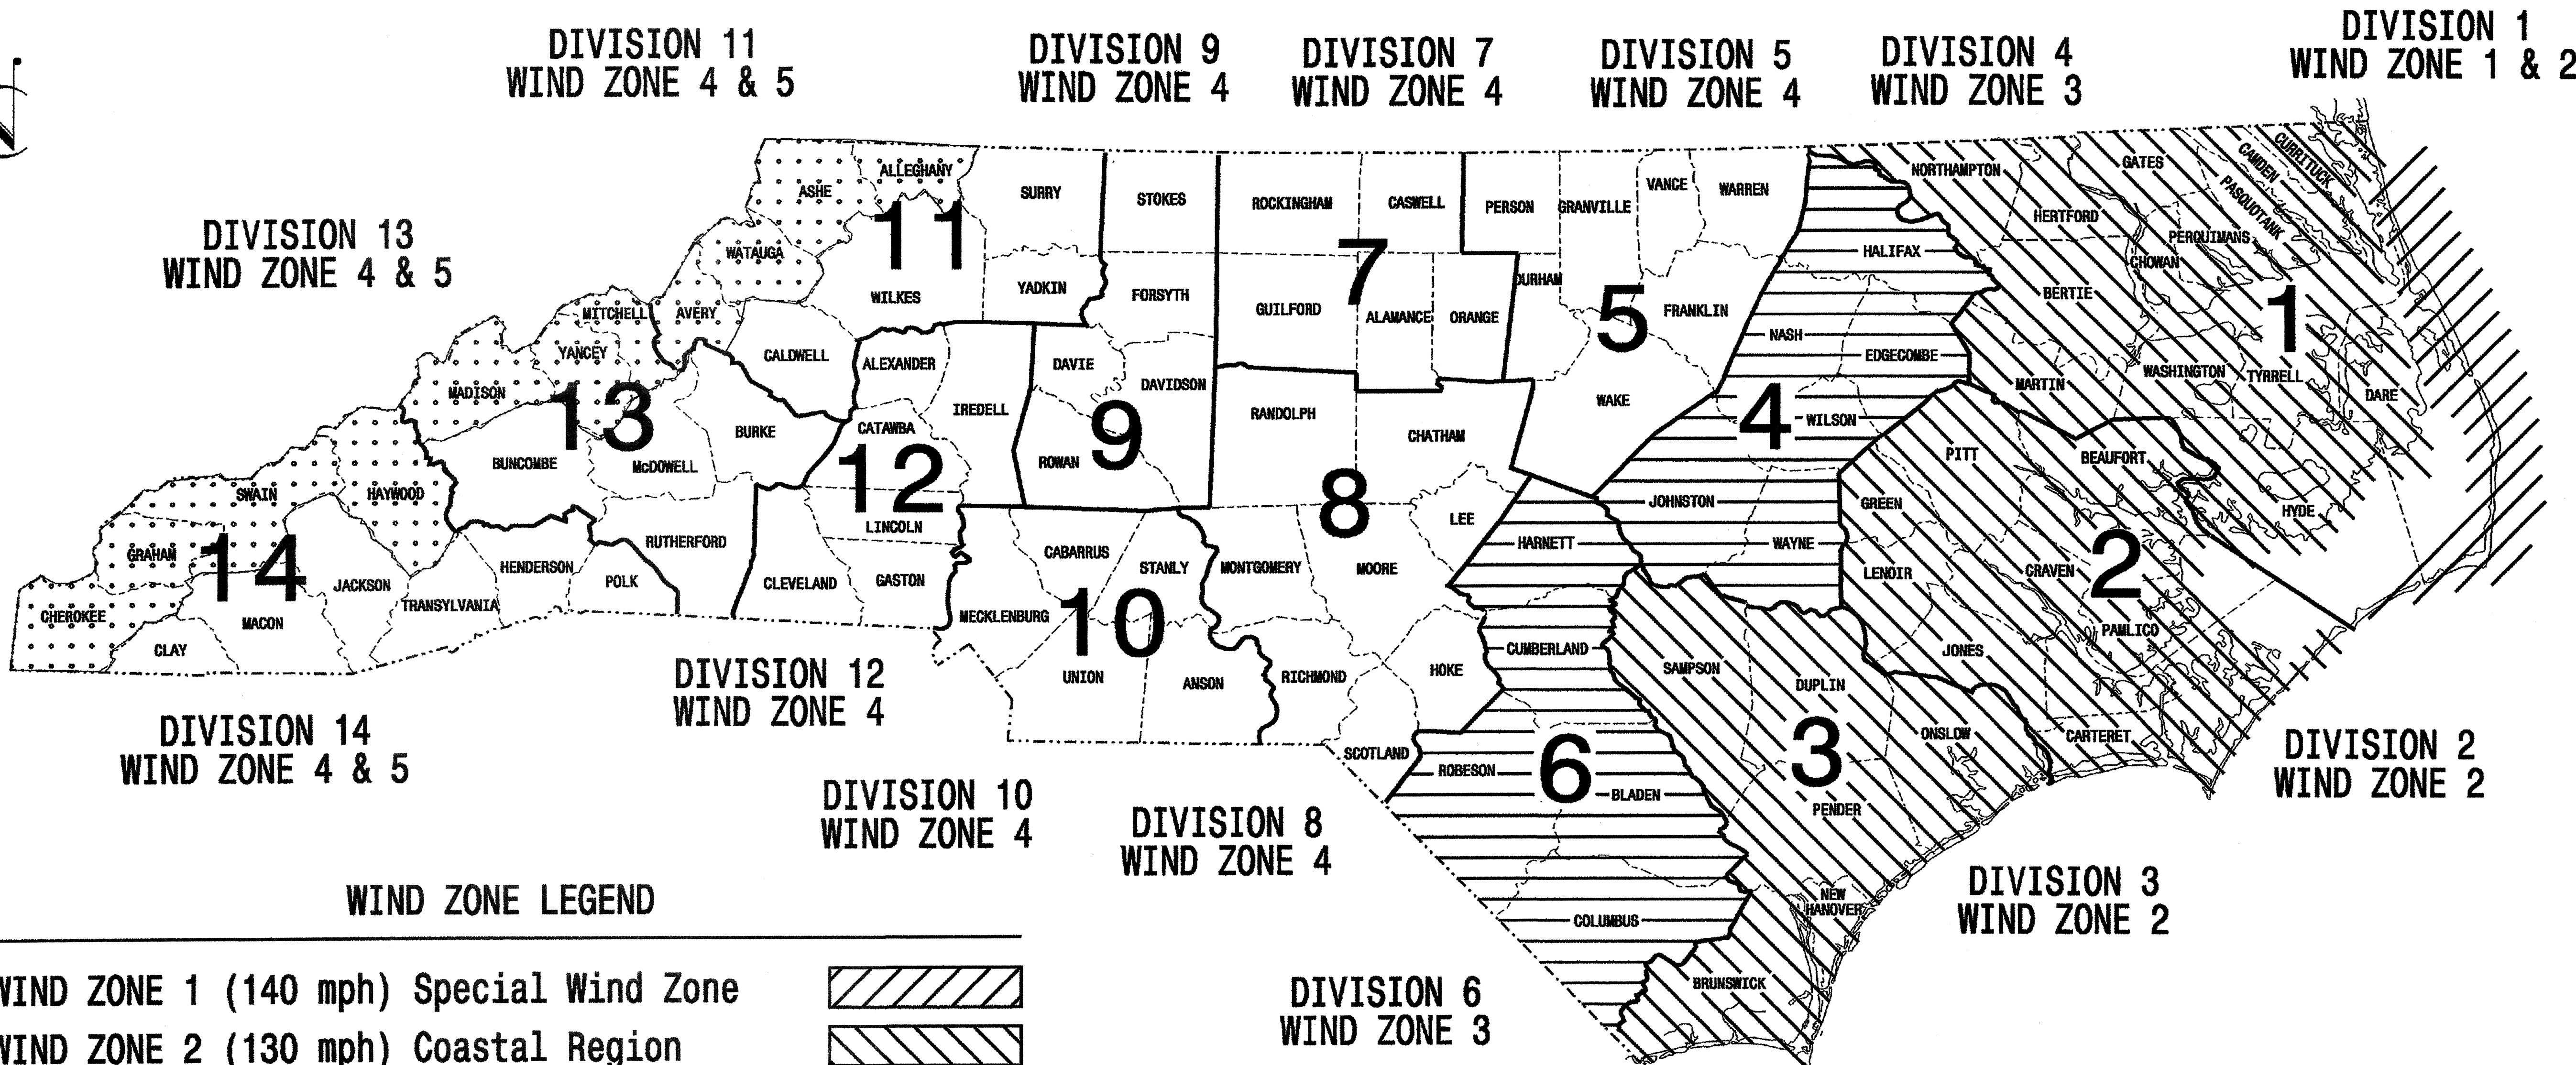 DIVISION 11
WIND ZONE 4 & 5
DIVISION 9
WIND ZONE 4
DIVISION 7
WIND ZONE 4
DIVISION 5
WIND ZONE 4
DIVISION 4
WIND ZONE 3
DIVISION 1
WIND ZONE 1 & 2
N
DIVISION 13
WIND ZONE 4 & 5
ASHE
ALLEGHANY
SURRY
STOKES
ROCKINGHAM
CASWELL
PERSON
GRANVILLE
VANCE
WARREN
NORTHAMPTON
GATES
CAMDEN
CURRITUCK
PASQUOTANK
HERTFORD
PERQUIMANS
CHOWAN
HALIFAX
11
7
5
1
WATAUGA
WILKES
YADKIN
FORSYTH
GUILFORD
ALAMANCE
ORANGE
DURHAM
FRANKLIN
NASH
EDGECOMBE
BERTIE
MARTIN
WASHINGTON
TYRRELL
DARE
MITCHELL
AVERY
YANCEY
CALDWELL
ALEXANDER
DAVIE
DAVIDSON
MADISON
13
BURKE
CATAWBA
IREDELL
9
RANDOLPH
CHATHAM
WAKE
4
WILSON
PITT
BEAUFORT
BUNCOMBE
McDOWELL
12
ROWAN
8
LEE
JOHNSTON
GREEN
HYDE
SWAIN
HAYWOOD
LINCOLN
GRAHAM
14
JACKSON
HENDERSON
RUTHERFORD
POLK
CLEVELAND
GASTON
CABARRUS
STANLY
MONTGOMERY
MOORE
HARNETT
WAYNE
LENOIR
CRAVEN
2
CHEROKEE
MACON
CLAY
TRANSYLVANIA
MECKLENBURG
10
UNION
ANSON
RICHMOND
HOKE
CUMBERLAND
SAMPSON
DUPLIN
JONES
PAMLICO
SCOTLAND
ROBESON
6
BLADEN
3
PENDER
ONSLOW
CARTERET
NEW
HANOVER
COLUMBUS
BRUNSWICK
DIVISION 12
WIND ZONE 4
DIVISION 14
WIND ZONE 4 & 5
DIVISION 10
WIND ZONE 4
DIVISION 8
WIND ZONE 4
DIVISION 2
WIND ZONE 2
DIVISION 3
WIND ZONE 2
DIVISION 6
WIND ZONE 3
WIND ZONE LEGEND
WIND ZONE 1 (140 mph) Special Wind Zone
WIND ZONE 2 (130 mph) Coastal Region